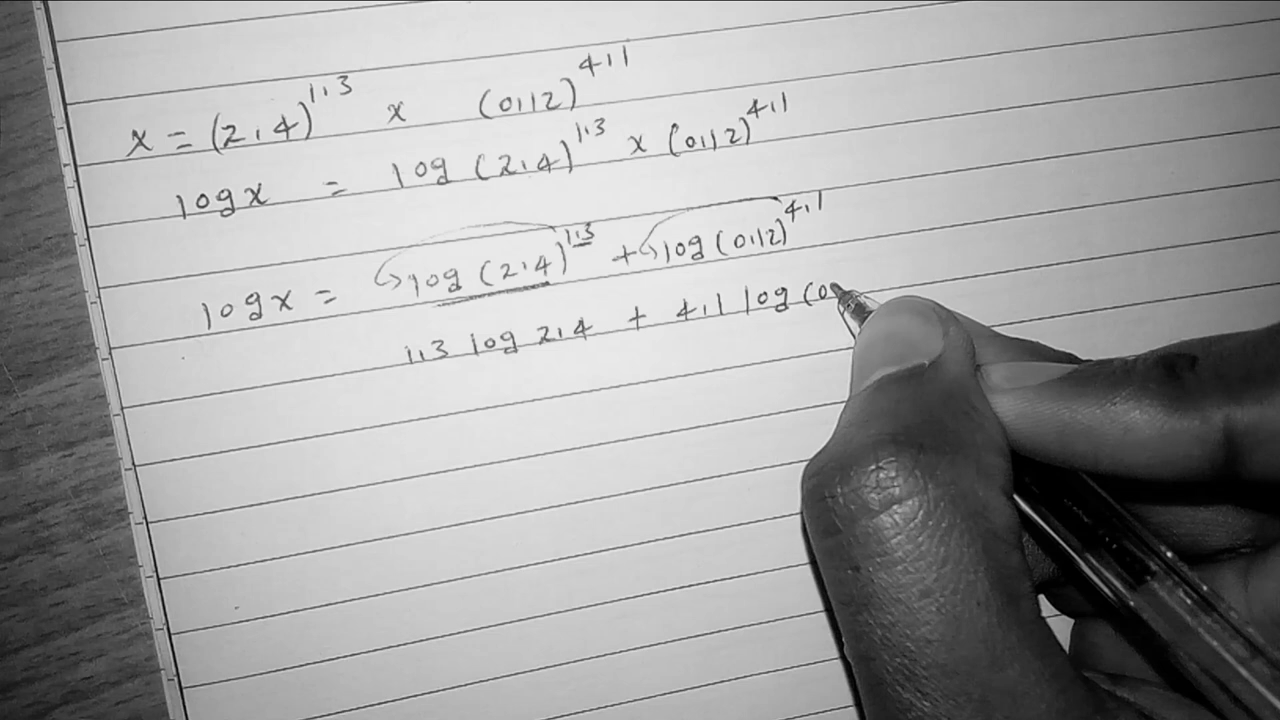 x = (2.4)^1.3 x (0.12)^4.1
log x = log (2.4)^1.3 x (0.12)^4.1
log x = log (2.4)^1.3 + log (0.12)^4.1
1.3 log 2.4 + 4.1 log (0